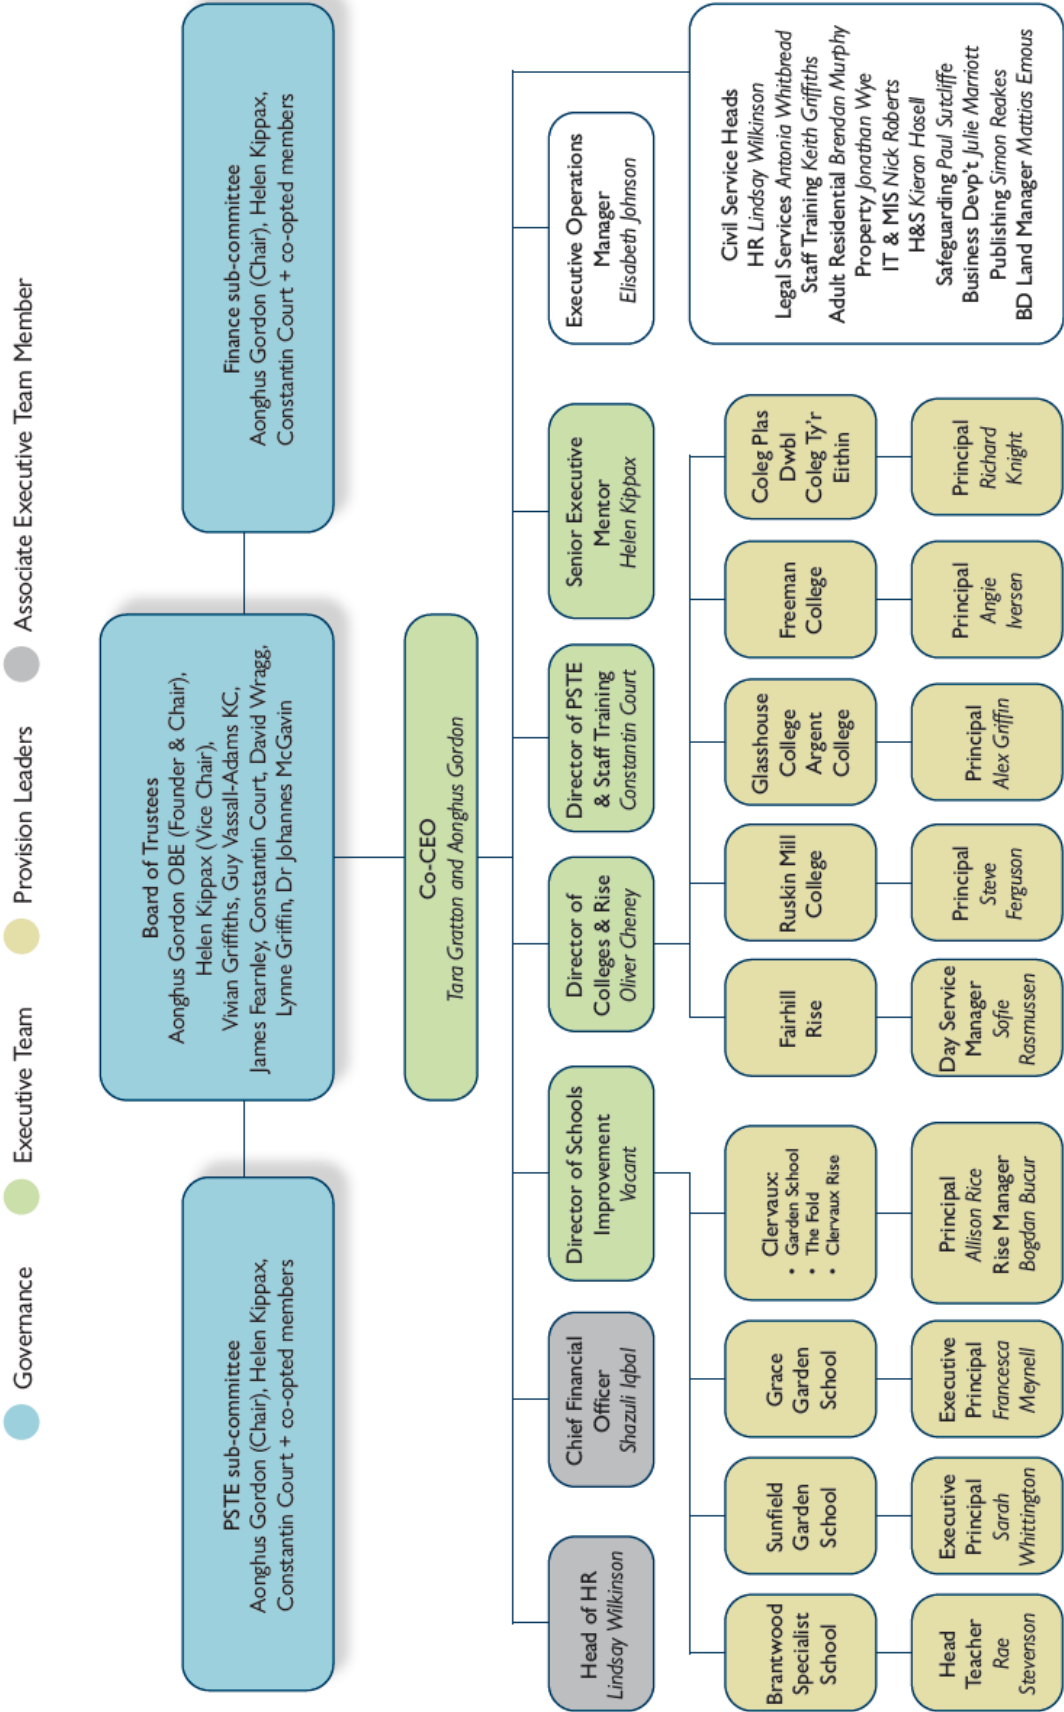 Governance
Executive Team
Provision Leaders
Associate Executive Team Member
PSTE sub-committee
Aonghus Gordon (Chair), Helen Kippax,
Constantin Court + co-opted members
Board of Trustees
Aonghus Gordon OBE (Founder & Chair),
Helen Kippax (Vice Chair),
Vivian Griffiths, Guy Vassall-Adams KC,
James Fearnley, Constantin Court, David Wragg,
Lynne Griffin, Dr Johannes McGavin
Finance sub-committee
Aonghus Gordon (Chair), Helen Kippax,
Constantin Court + co-opted members
Co-CEO
Tara Gratton and Aonghus Gordon
Head of HR
Lindsay Wilkinson
Chief Financial
Officer
Shazuli Iqbal
Director of Schools
Improvement
Vacant
Director of
Colleges & Rise
Oliver Cheney
Director of PSTE
& Staff Training
Constantin Court
Senior Executive
Mentor
Helen Kippax
Executive Operations
Manager
Elisabeth Johnson
Brantwood
Specialist
School
Sunfield
Garden
School
Grace
Garden
School
Clervaux:
• Garden School
• The Fold
• Clervaux Rise
Fairhill
Rise
Ruskin Mill
College
Glasshouse
College
Argent
College
Freeman
College
Coleg Plas
Dwbl
Coleg Ty'r
Eithin
Head
Teacher
Rae
Stevenson
Executive
Principal
Sarah
Whittington
Executive
Principal
Francesca
Meynell
Principal
Allison Rice
Rise Manager
Bogdan Bucur
Day Service
Manager
Sofie
Rasmussen
Principal
Steve
Ferguson
Principal
Alex Griffin
Principal
Angie
Iversen
Principal
Richard
Knight
Civil Service Heads
HR Lindsay Wilkinson
Legal Services Antonia Whitbread
Staff Training Keith Griffiths
Adult Residential Brendan Murphy
Property Jonathan Wye
IT & MIS Nick Roberts
H&S Kieron Hosell
Safeguarding Paul Sutcliffe
Business Devp't Julie Marriott
Publishing Simon Reakes
BD Land Manager Mattias Emous